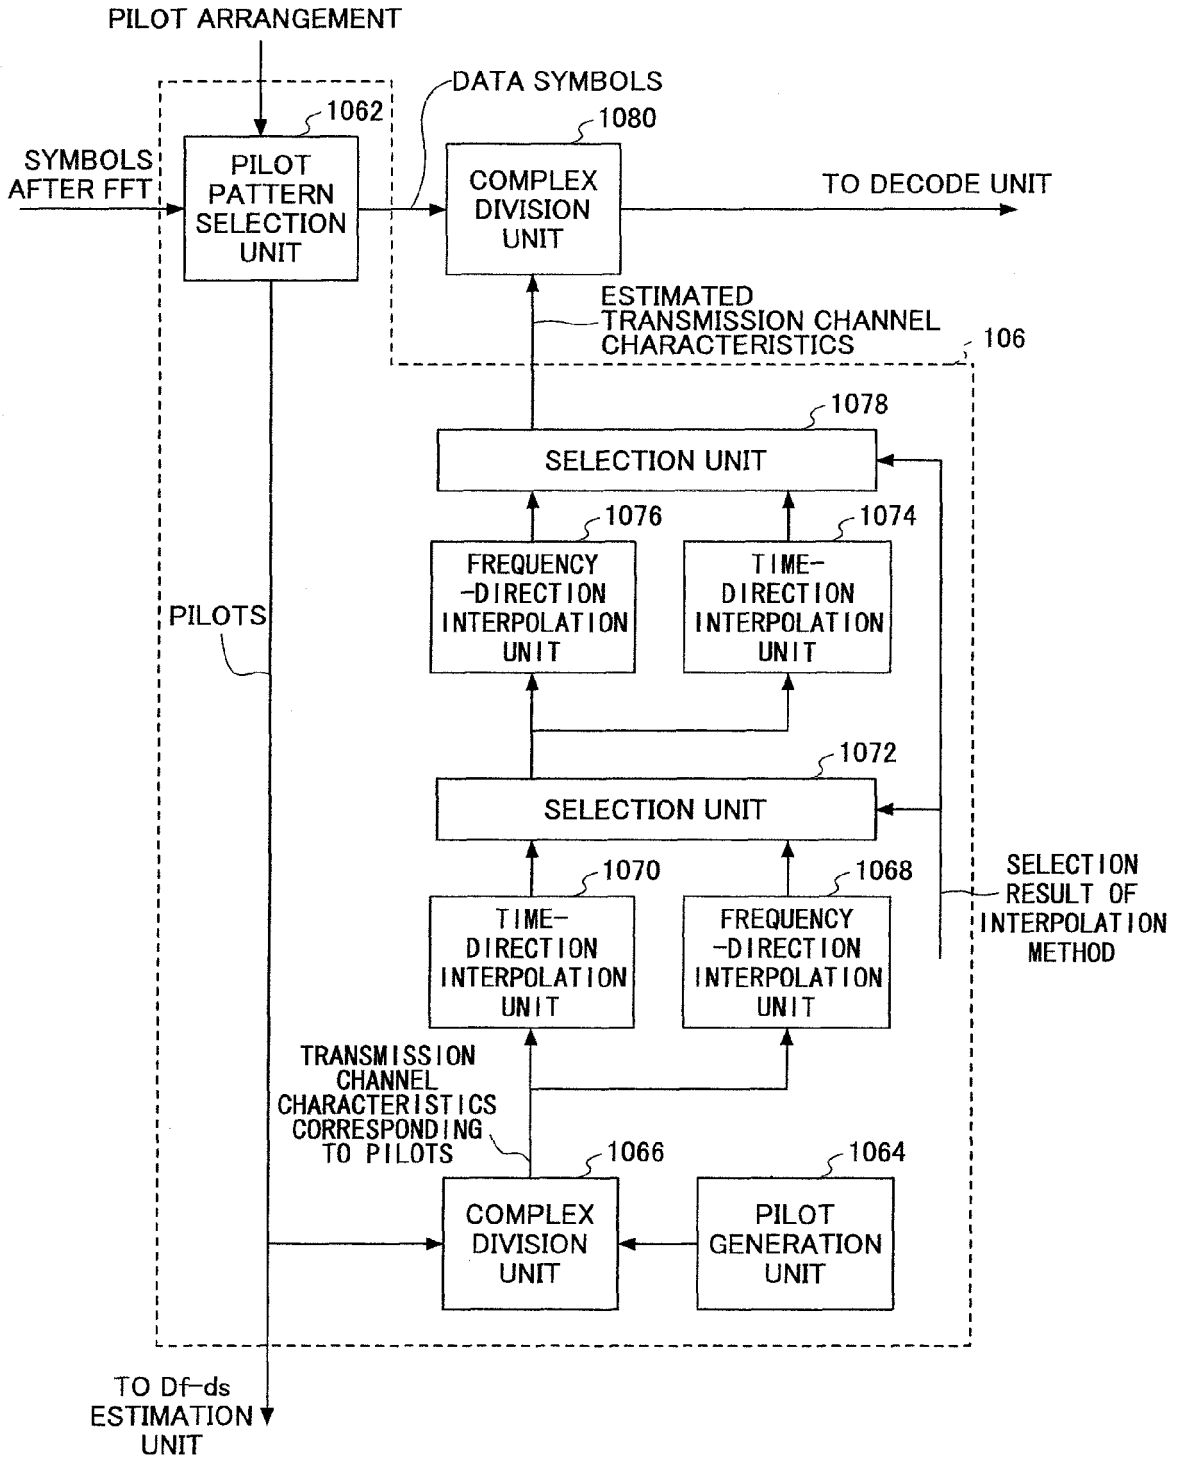 PILOT ARRANGEMENT
DATA SYMBOLS
1062
1080
SYMBOLS
AFTER FFT
PILOT
PATTERN
SELECTION
UNIT
COMPLEX
DIVISION
UNIT
TO DECODE UNIT
ESTIMATED
TRANSMISSION CHANNEL
CHARACTERISTICS
106
1078
SELECTION UNIT
1076
1074
FREQUENCY
-DIRECTION
INTERPOLATION
UNIT
TIME-
DIRECTION
INTERPOLATION
UNIT
PILOTS
1072
SELECTION UNIT
1070
1068
SELECTION
RESULT OF
INTERPOLATION
METHOD
TIME-
DIRECTION
INTERPOLATION
UNIT
FREQUENCY
-DIRECTION
INTERPOLATION
UNIT
TRANSMISSION
CHANNEL
CHARACTERISTICS
CORRESPONDING
TO PILOTS
1066
1064
COMPLEX
DIVISION
UNIT
PILOT
GENERATION
UNIT
TO Df-ds
ESTIMATION
UNIT